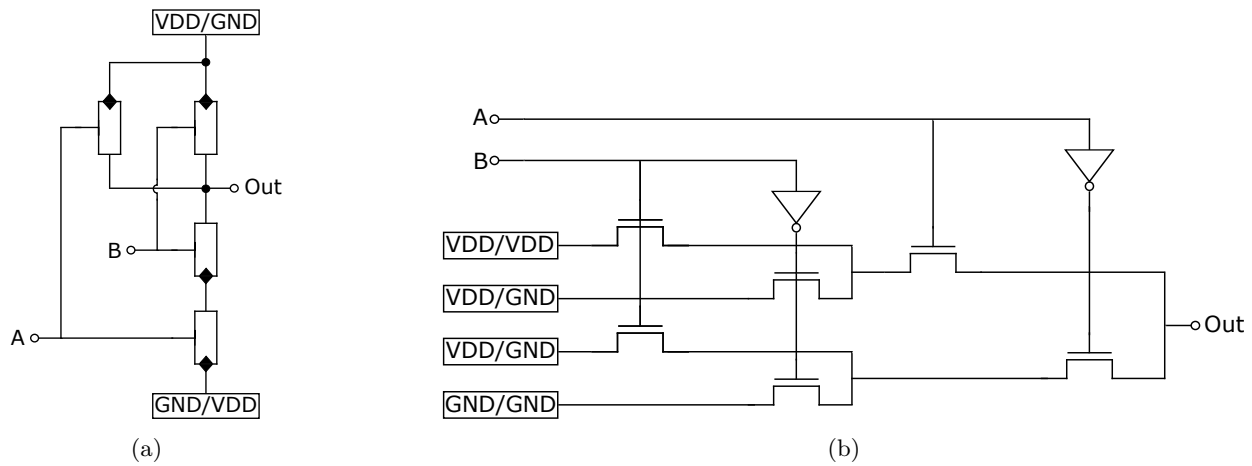 VDD/GND
Out
B
A
GND/VDD
(a)
A
B
VDD/VDD
VDD/GND
VDD/GND
GND/GND
Out
(b)